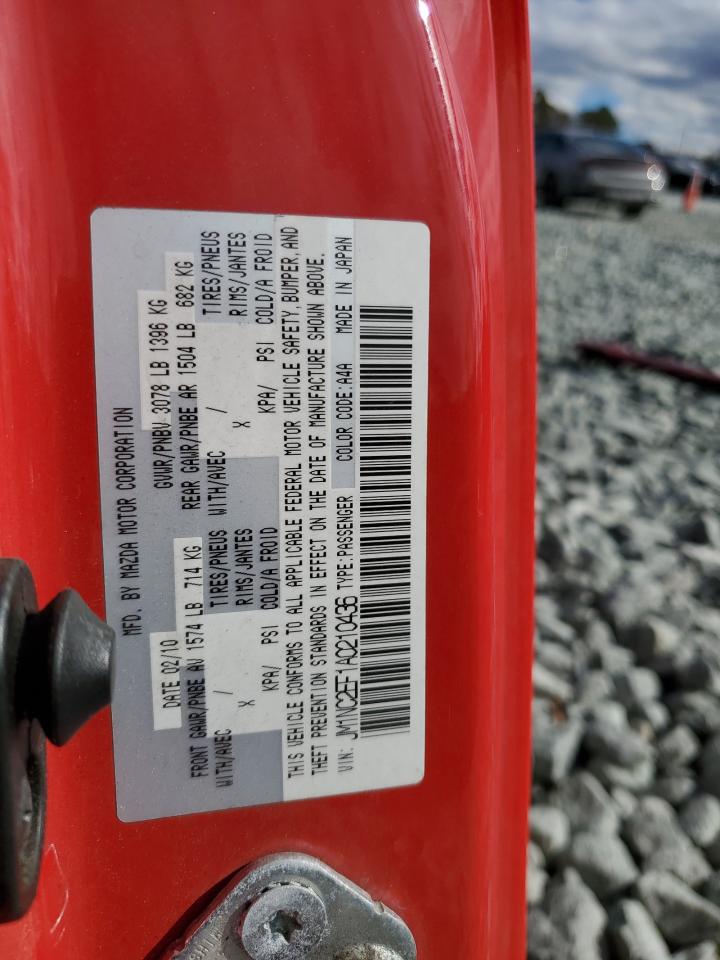 MFD. BY MAZDA MOTOR CORPORATION
DATE 02/10 GVWR/PNBV 3078 LB 1396 KG
FRONT GAWR/PNBE AV 1574 LB 714 KG REAR GAWR/PNBE AR 1504 LB 682 KG
WITH/AVEC / TIRES/PNEUS WITH/AVEC / TIRES/PNEUS
X RIMS/JANTES X RIMS/JANTES
KPA/ PSI COLD/A FROID KPA/ PSI COLD/A FROID
THIS VEHICLE CONFORMS TO ALL APPLICABLE FEDERAL MOTOR VEHICLE SAFETY, BUMPER, AND
THEFT PREVENTION STANDARDS IN EFFECT ON THE DATE OF MANUFACTURE SHOWN ABOVE.
VIN: JM1NC2EF1A0210436 TYPE:PASSENGER COLOR CODE:A4A MADE IN JAPAN